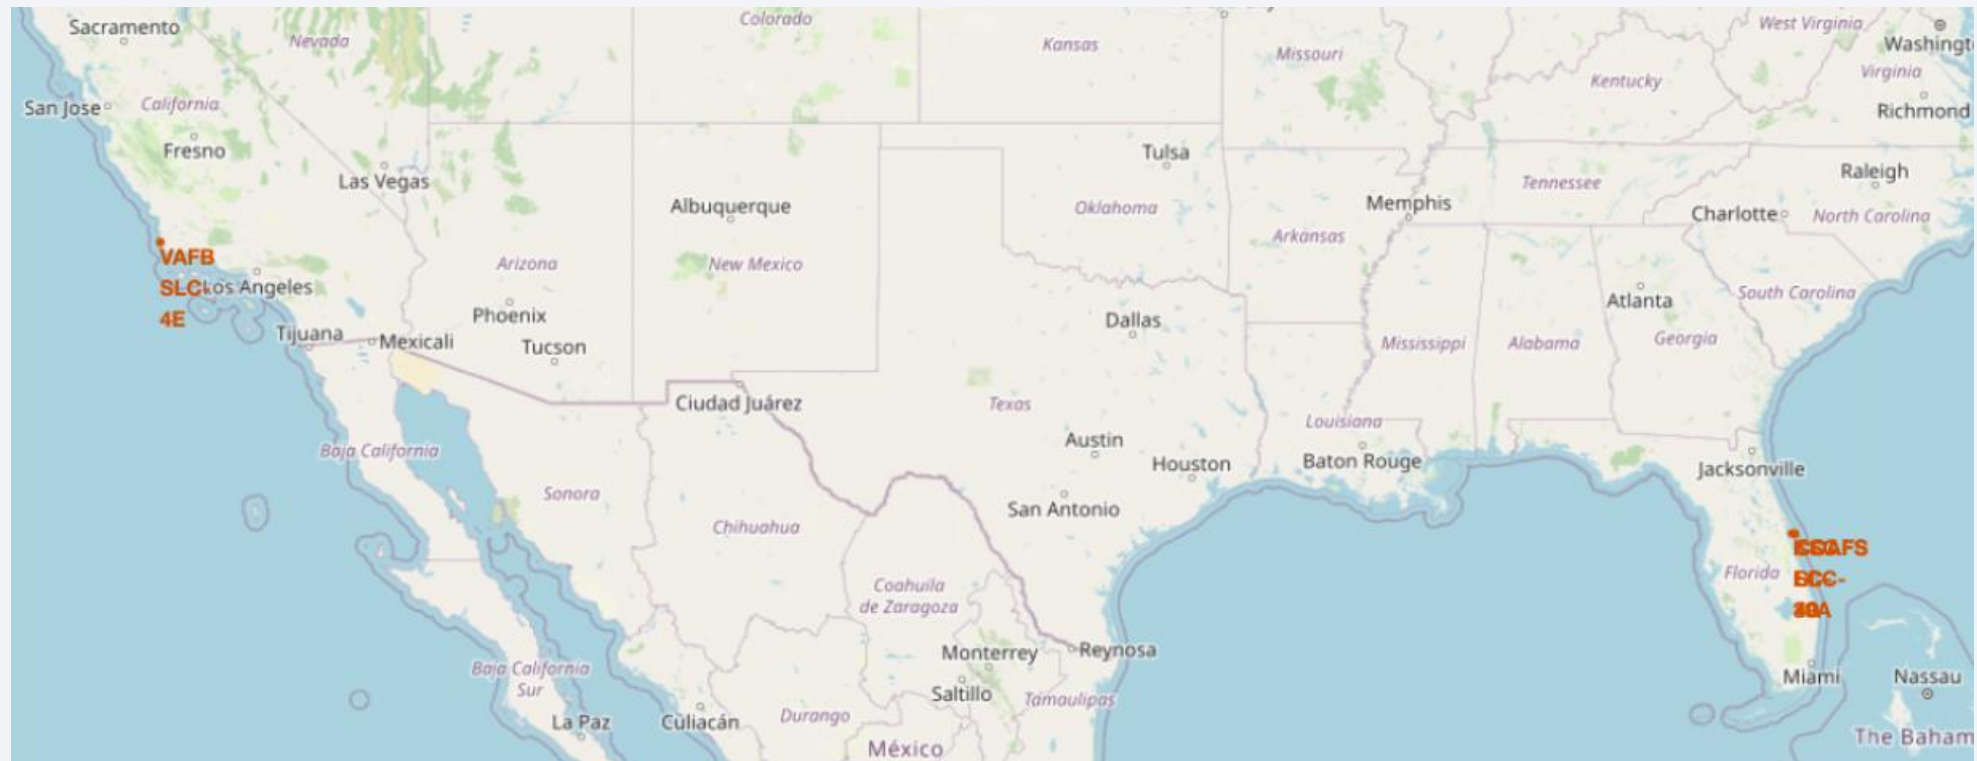 Sacramento
Nevada
Colorado
Kansas
Missouri
West Virginia
Washingt
Kentucky
Virginia
San Jose
California
Richmond
Fresno
Las Vegas
Tulsa
Tennessee
Raleigh
Albuquerque
Oklahoma
Memphis
Charlotte
North Carolina
Arkansas
VAFB
SLC-
4E
Los Angeles
Arizona
New Mexico
Atlanta
South Carolina
Phoenix
Dallas
Tijuana
Mexicali
Tucson
Mississippi
Alabama
Georgia
Ciudad Juárez
Texas
Louisiana
Baja California
Austin
Houston
Baton Rouge
Jacksonville
Sonora
San Antonio
Chihuahua
Florida
Coahuila
de Zaragoza
Monterrey
Reynosa
Baja California
Sur
Saltillo
Tamaulipas
Miami
Nassau
La Paz
Culiacán
Durango
México
The Baham